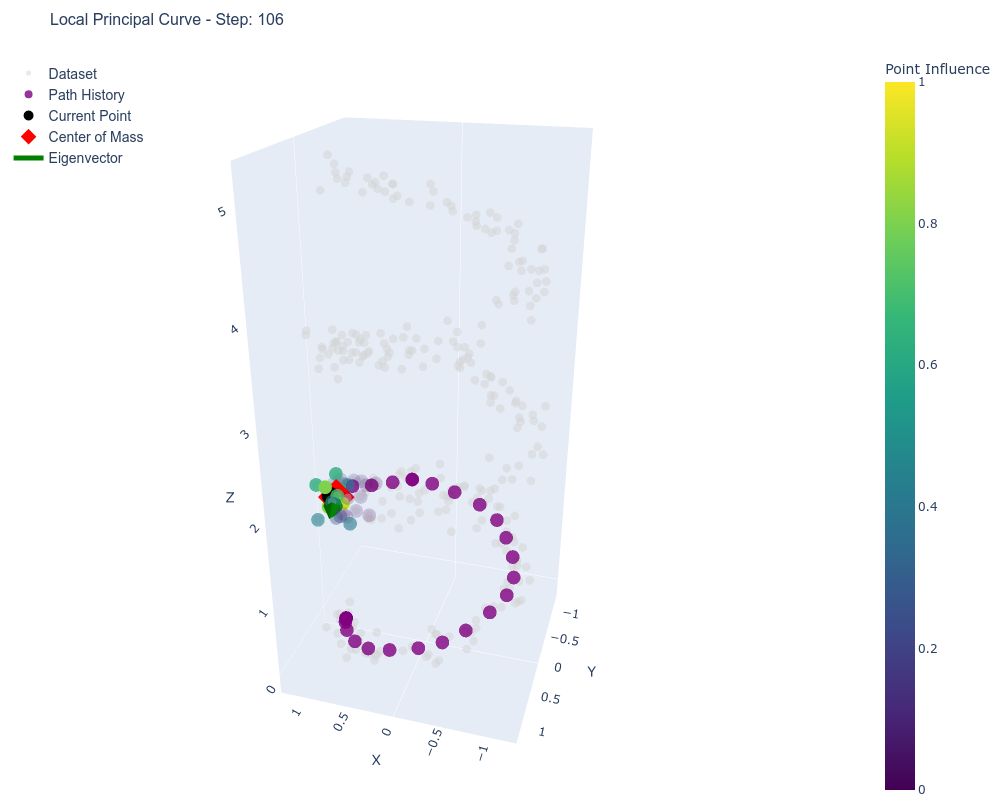 Local Principal Curve - Step: 106
Dataset
Path History
Current Point
Center of Mass
Eigenvector
Point Influence
1
0.8
0.6
0.4
0.2
0
5
4
3
Z
2
1
0
1
0.5
0
−0.5
−1
X
−1
−0.5
0
Y
0.5
1